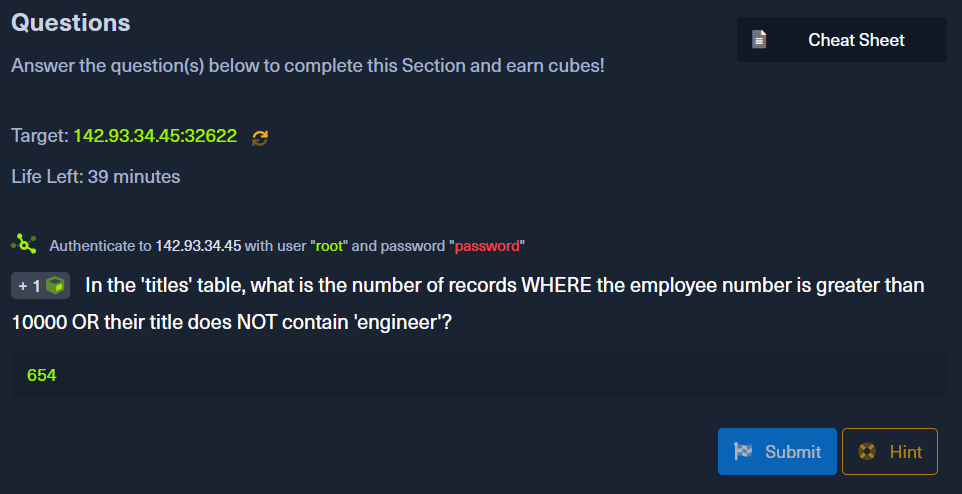 Questions
Cheat Sheet
Answer the question(s) below to complete this Section and earn cubes!
Target: 142.93.34.45:32622
Life Left: 39 minutes
Authenticate to 142.93.34.45 with user "root" and password "password"
+ 1 In the 'titles' table, what is the number of records WHERE the employee number is greater than
10000 OR their title does NOT contain 'engineer'?
654
Submit
Hint